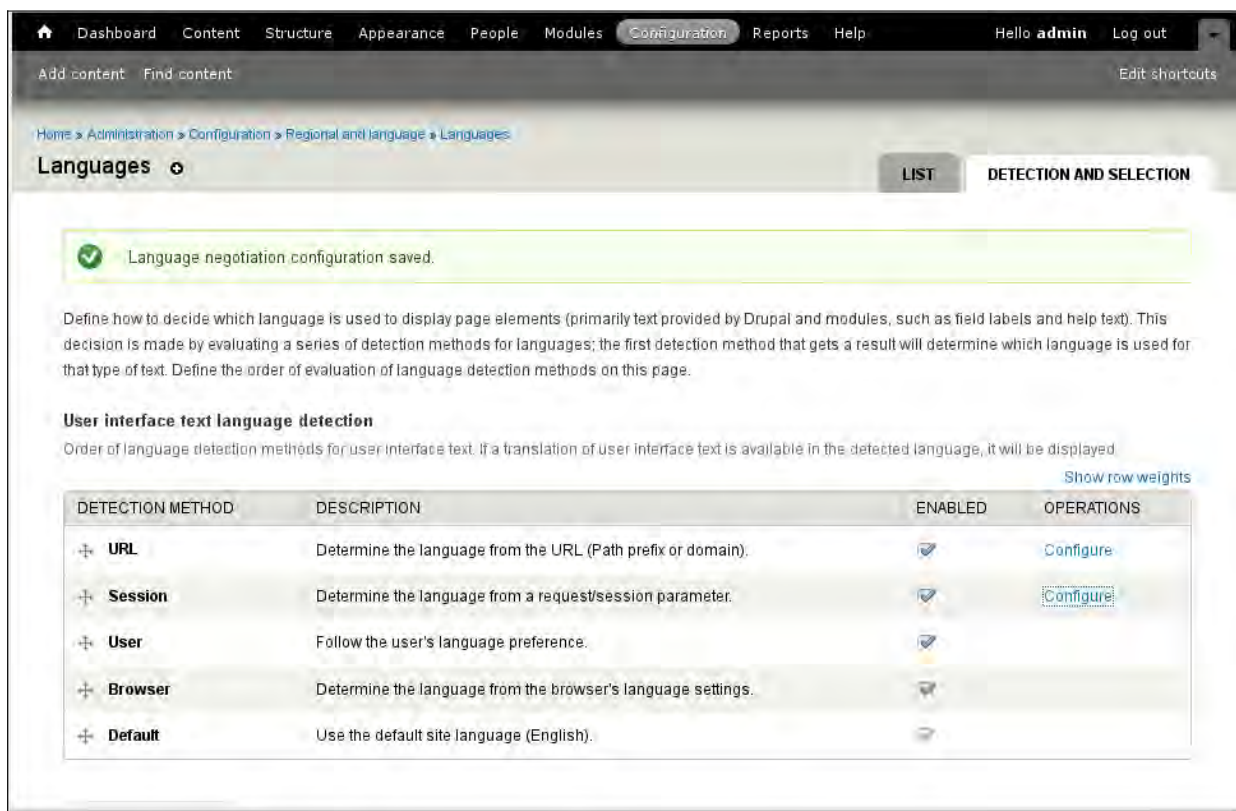 Dashboard Content Structure Appearance People Modules Configuration Reports Help Hello admin Log out
Add content Find content Edit shortcuts
Home » Administration » Configuration » Regional and language » Languages
Languages
LIST DETECTION AND SELECTION
Language negotiation configuration saved.
Define how to decide which language is used to display page elements (primarily text provided by Drupal and modules, such as field labels and help text). This
decision is made by evaluating a series of detection methods for languages; the first detection method that gets a result will determine which language is used for
that type of text. Define the order of evaluation of language detection methods on this page.
User interface text language detection
Order of language detection methods for user interface text. If a translation of user interface text is available in the detected language, it will be displayed.
Show row weights
DETECTION METHOD DESCRIPTION ENABLED OPERATIONS
URL Determine the language from the URL (Path prefix or domain). Configure
Session Determine the language from a request/session parameter. Configure
User Follow the user's language preference.
Browser Determine the language from the browser's language settings.
Default Use the default site language (English).